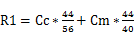 R1 = Cc * 44/56 + Cm * 44/40